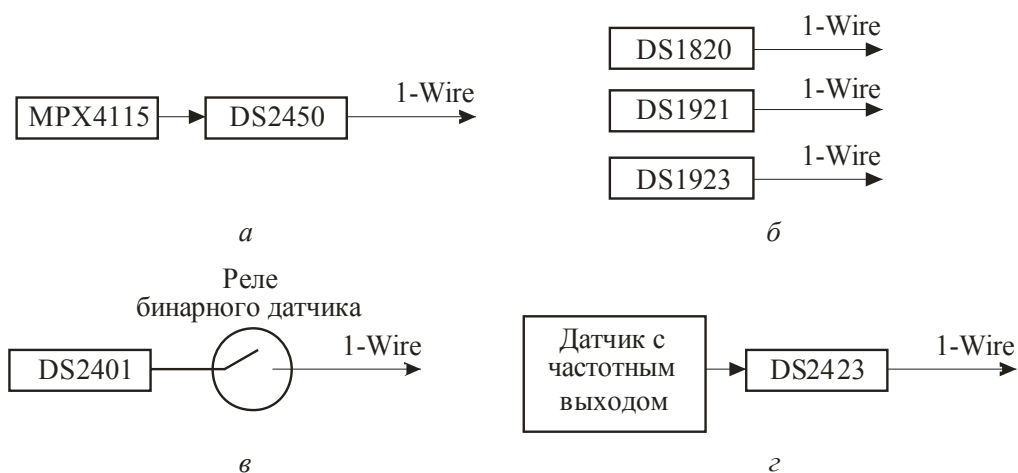 MPX4115
DS2450
1-Wire
а
DS1820
1-Wire
DS1921
1-Wire
DS1923
1-Wire
б
Реле
бинарного датчика
DS2401
1-Wire
в
Датчик с
частотным
выходом
DS2423
1-Wire
г